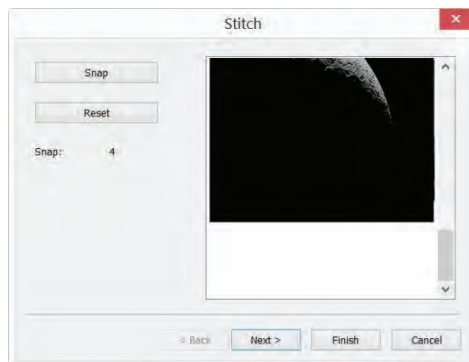 Stitch
Snap
Reset
Snap: 4
< Back Next > Finish Cancel